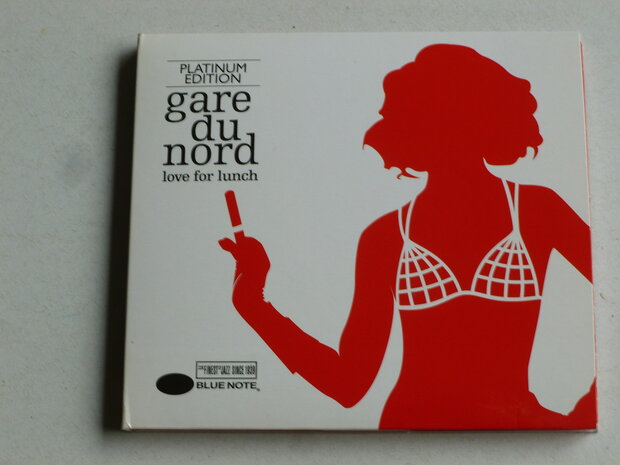 PLATINUM
EDITION
gare
du
nord
love for lunch
THE FINEST IN JAZZ SINCE 1939
BLUE NOTE